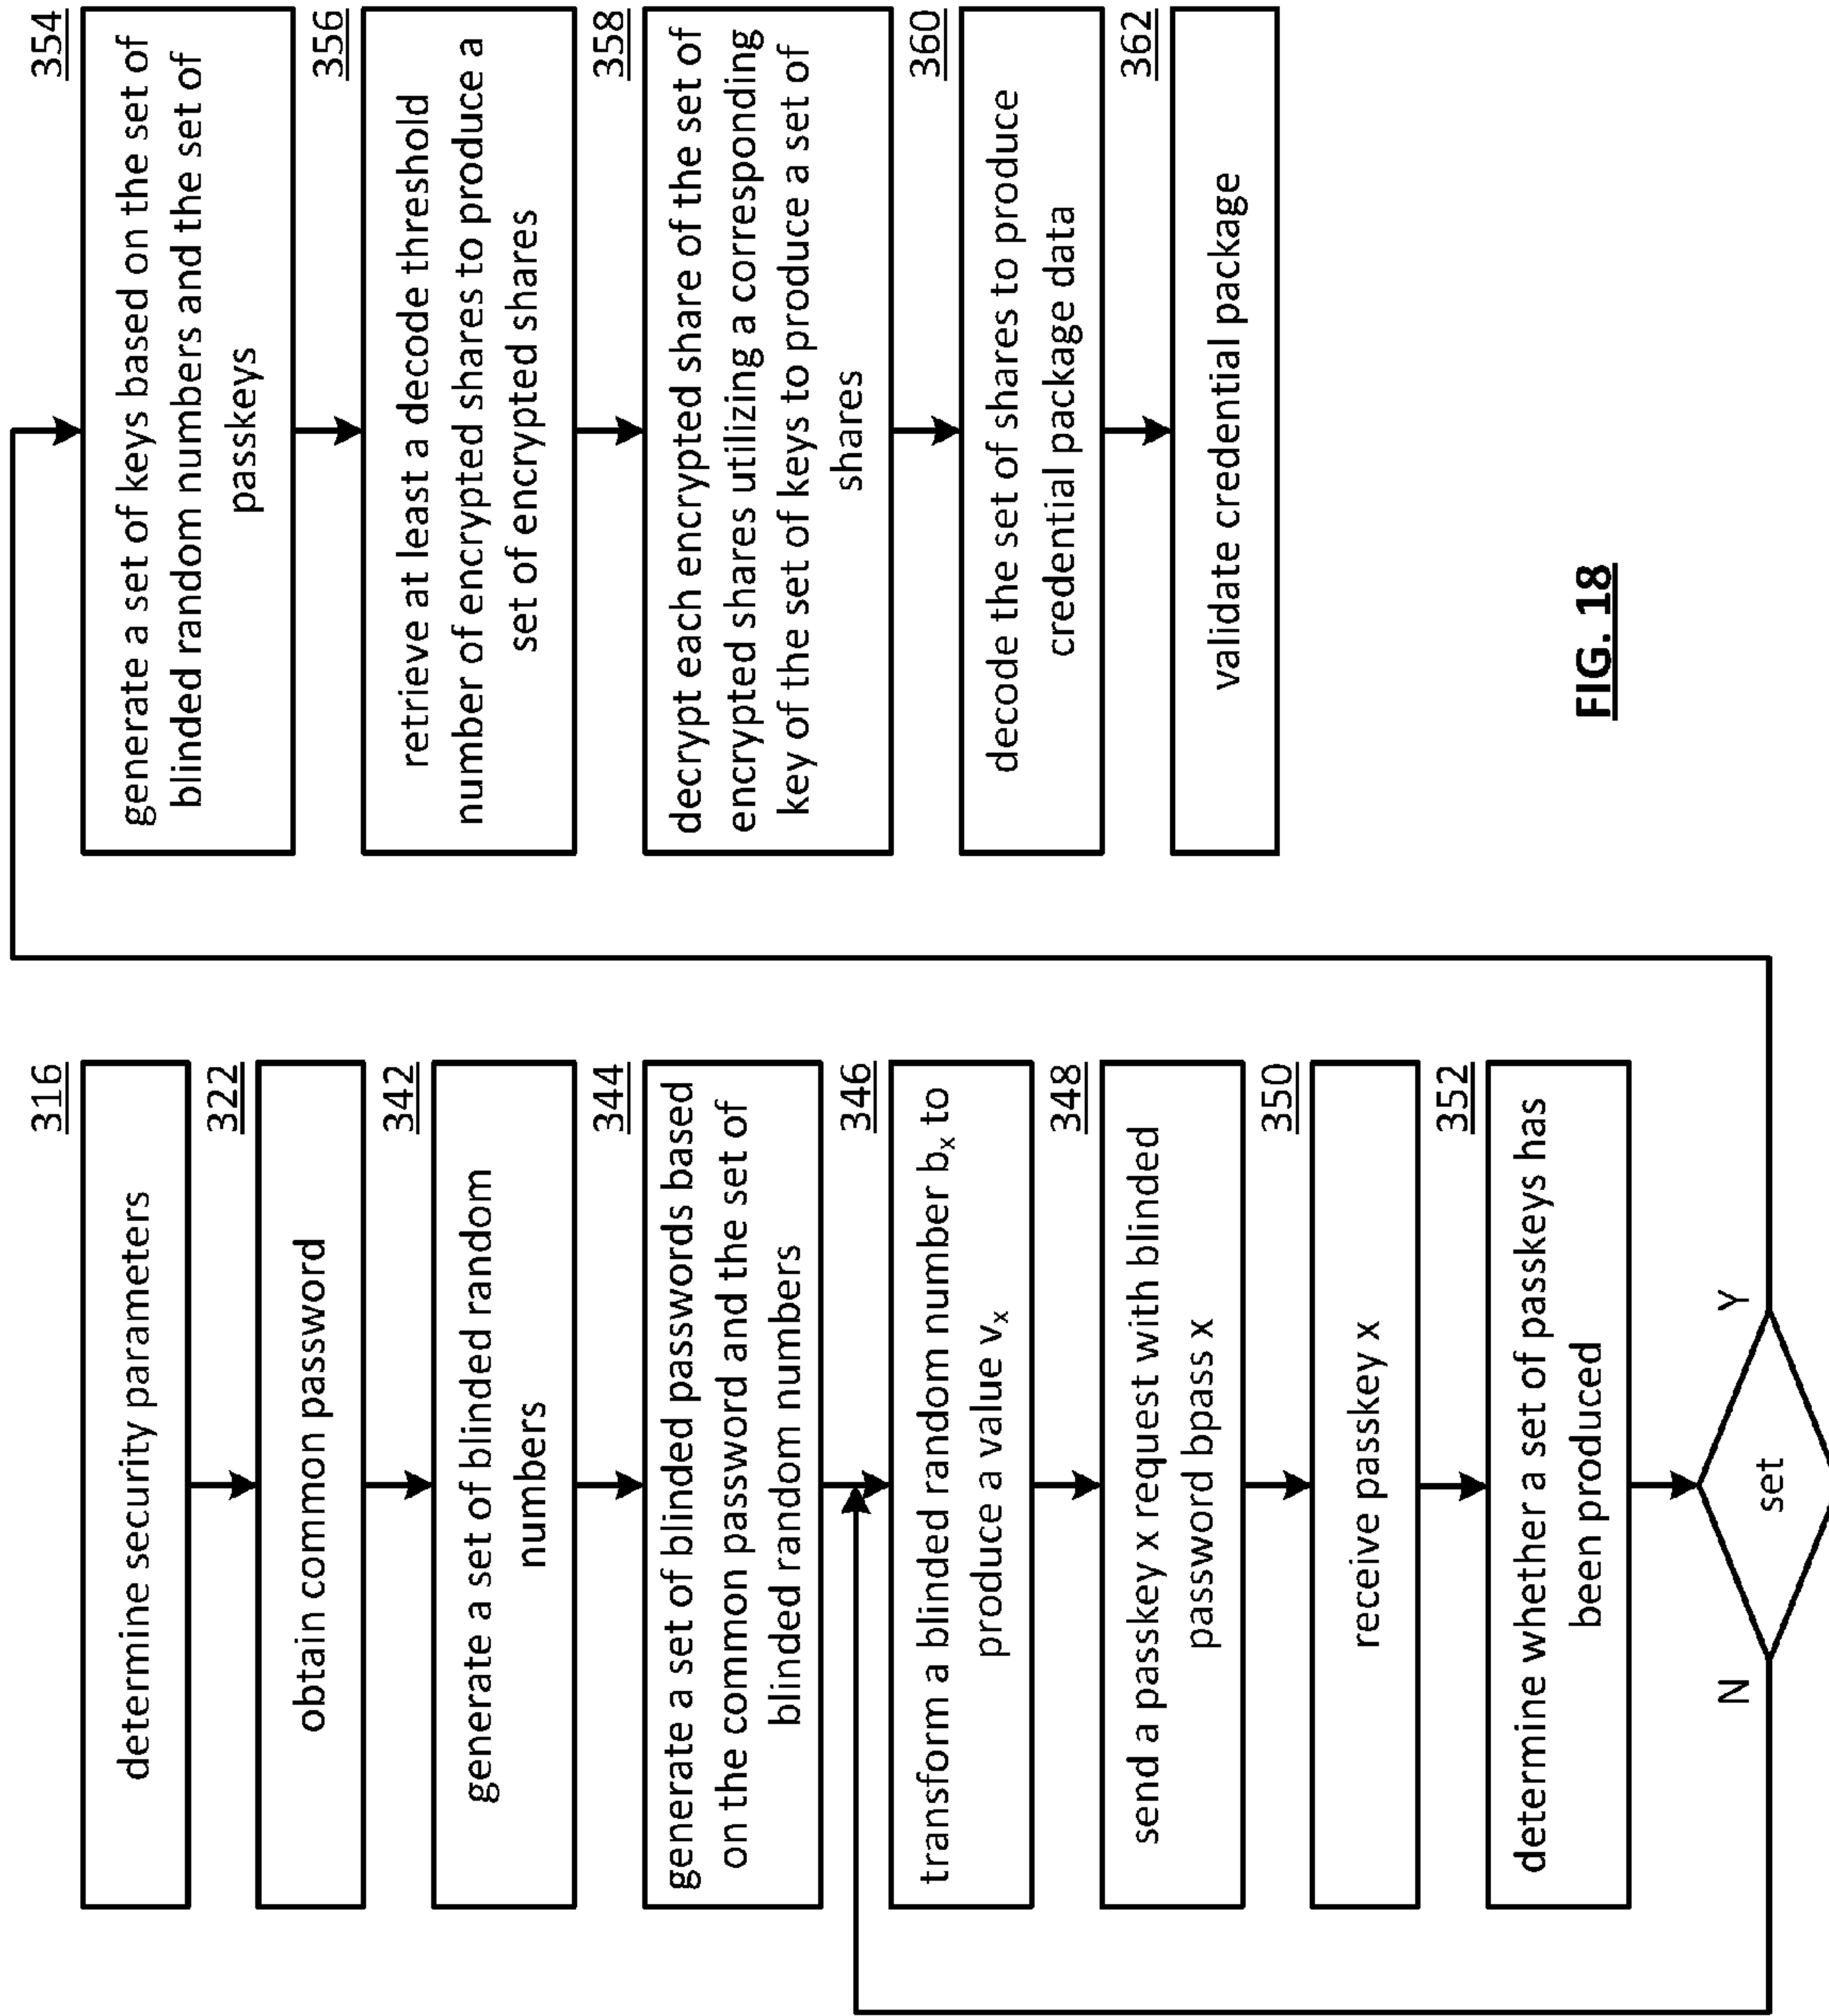 316
determine security parameters
322
obtain common password
342
generate a set of blinded random
numbers
344
generate a set of blinded passwords based
on the common password and the set of
blinded random numbers
346
transform a blinded random number bₓ to
produce a value vₓ
348
send a passkey x request with blinded
password bpass x
350
receive passkey x
352
determine whether a set of passkeys has
been produced
set
N
Y
354
generate a set of keys based on the set of
blinded random numbers and the set of
passkeys
356
retrieve at least a decode threshold
number of encrypted shares to produce a
set of encrypted shares
358
decrypt each encrypted share of the set of
encrypted shares utilizing a corresponding
key of the set of keys to produce a set of
shares
360
decode the set of shares to produce
credential package data
362
validate credential package
FIG. 18